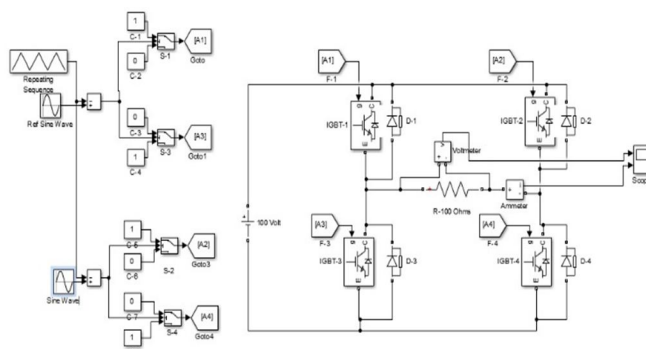 1
C-1
0
C-2
S-1
[A1]
Goto
Repeating
Sequence
Ref Sine Wave
0
C-3
1
C-4
S-3
[A3]
Goto1
1
C-5
0
C-6
S-2
[A2]
Goto3
Sine Wave
0
C-7
1
S-4
[A4]
Goto4
[A1]
F-1
[A2]
F-2
g
C
IGBT-1
E
D-1
g
C
IGBT-2
E
D-2
Voltmeter
Scope
100 Volt
R-100 Ohms
Ammeter
[A3]
F-3
[A4]
F-4
g
C
IGBT-3
E
D-3
g
C
IGBT-4
E
D-4